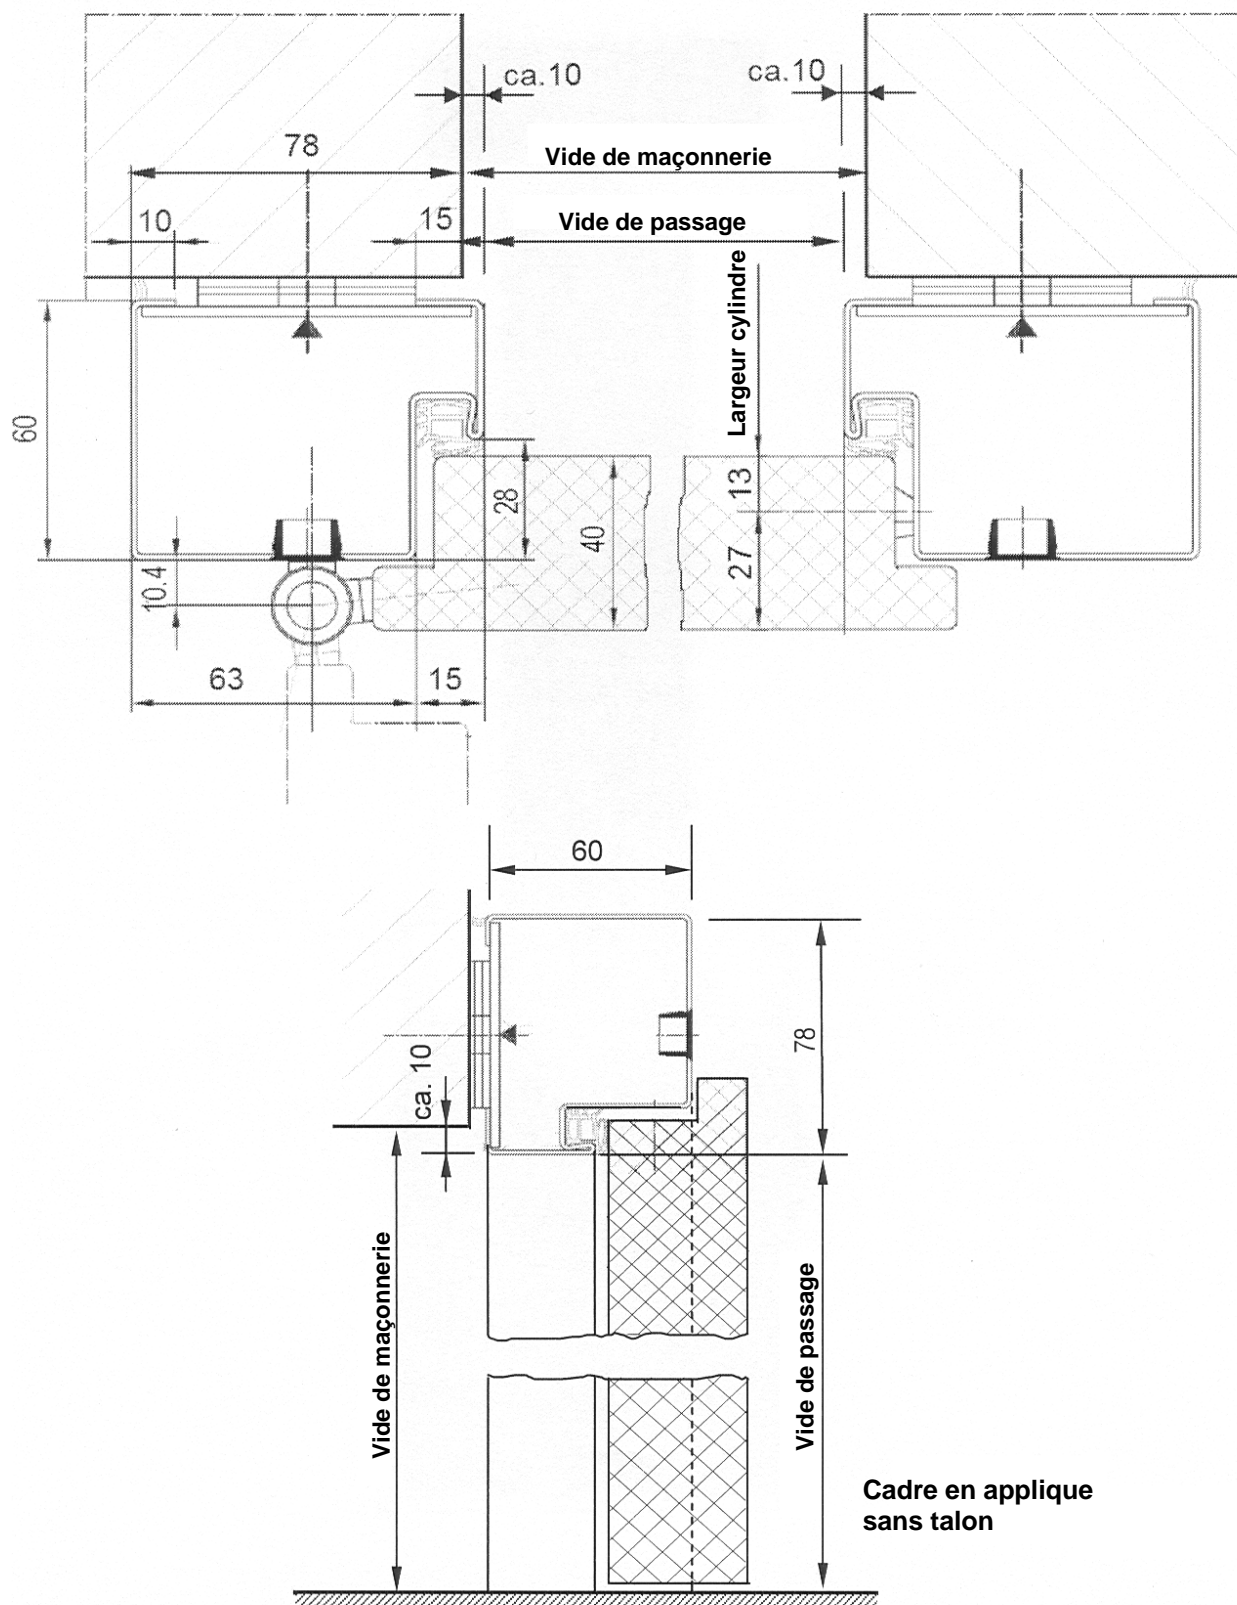 ca.10
ca.10
78
Vide de maçonnerie
10
15
Vide de passage
Largeur cylindre
60
28
40
13
27
10.4
63
15
60
78
ca. 10
Vide de maçonnerie
Vide de passage
Cadre en applique
sans talon